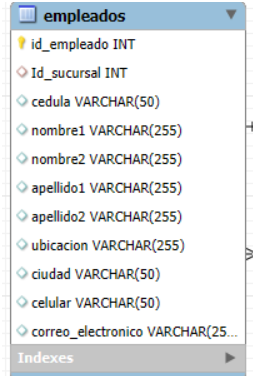 empleados
id_empleado INT
Id_sucursal INT
cedula VARCHAR(50)
nombre1 VARCHAR(255)
nombre2 VARCHAR(255)
apellido1 VARCHAR(255)
apellido2 VARCHAR(255)
ubicacion VARCHAR(255)
ciudad VARCHAR(50)
celular VARCHAR(50)
correo_electronico VARCHAR(25...
Indexes